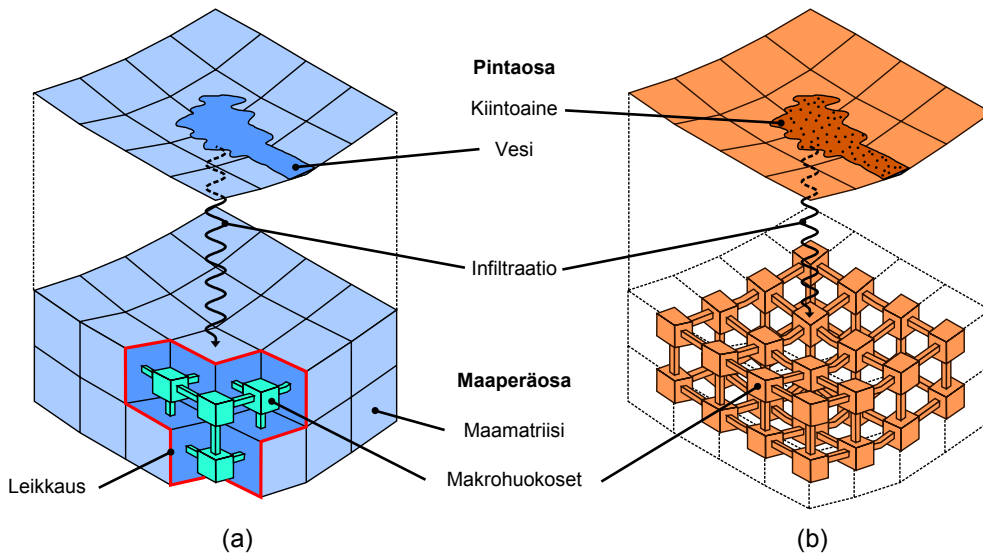 Pintaosa
Kiintoaine
Vesi
Infiltraatio
Maaperäosa
Maamatriisi
Leikkaus
Makrohuokoset
(a)
(b)